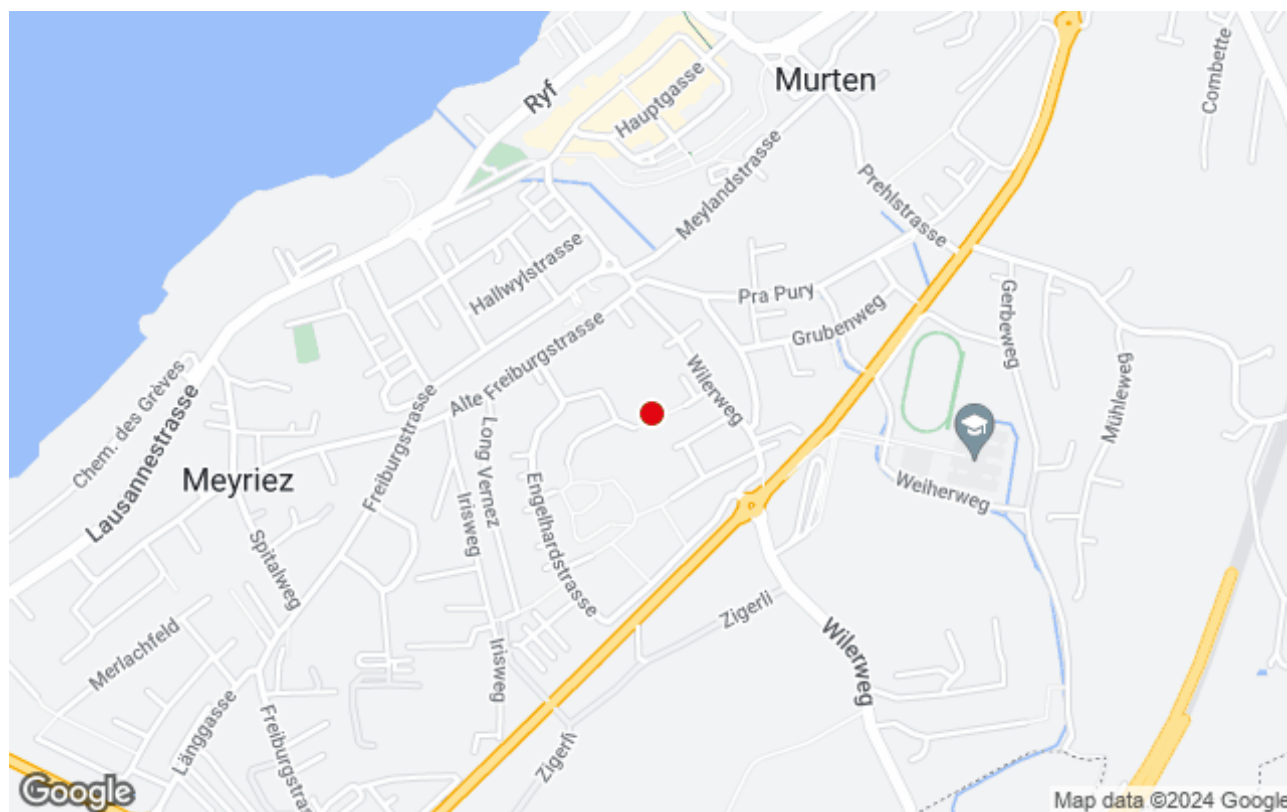 Murten
Ryf
Hauptgasse
Combette
Meylandstrasse
Prehlstrasse
Hallwylstrasse
Pra Pury
Grubenweg
Gerbeweg
Mühleweg
Chem. des Grèves
Lausannestrasse
Alte Freiburgstrasse
Wilerweg
Freiburgstrasse
Meyriez
Long Vernez
Irisweg
Engelhardstrasse
Weiherweg
Spitalweg
Zigerli
Wilerweg
Merlachfeld
Irisweg
Länggasse
Freiburgstras
Zigerli
Google
Map data ©2024 Google